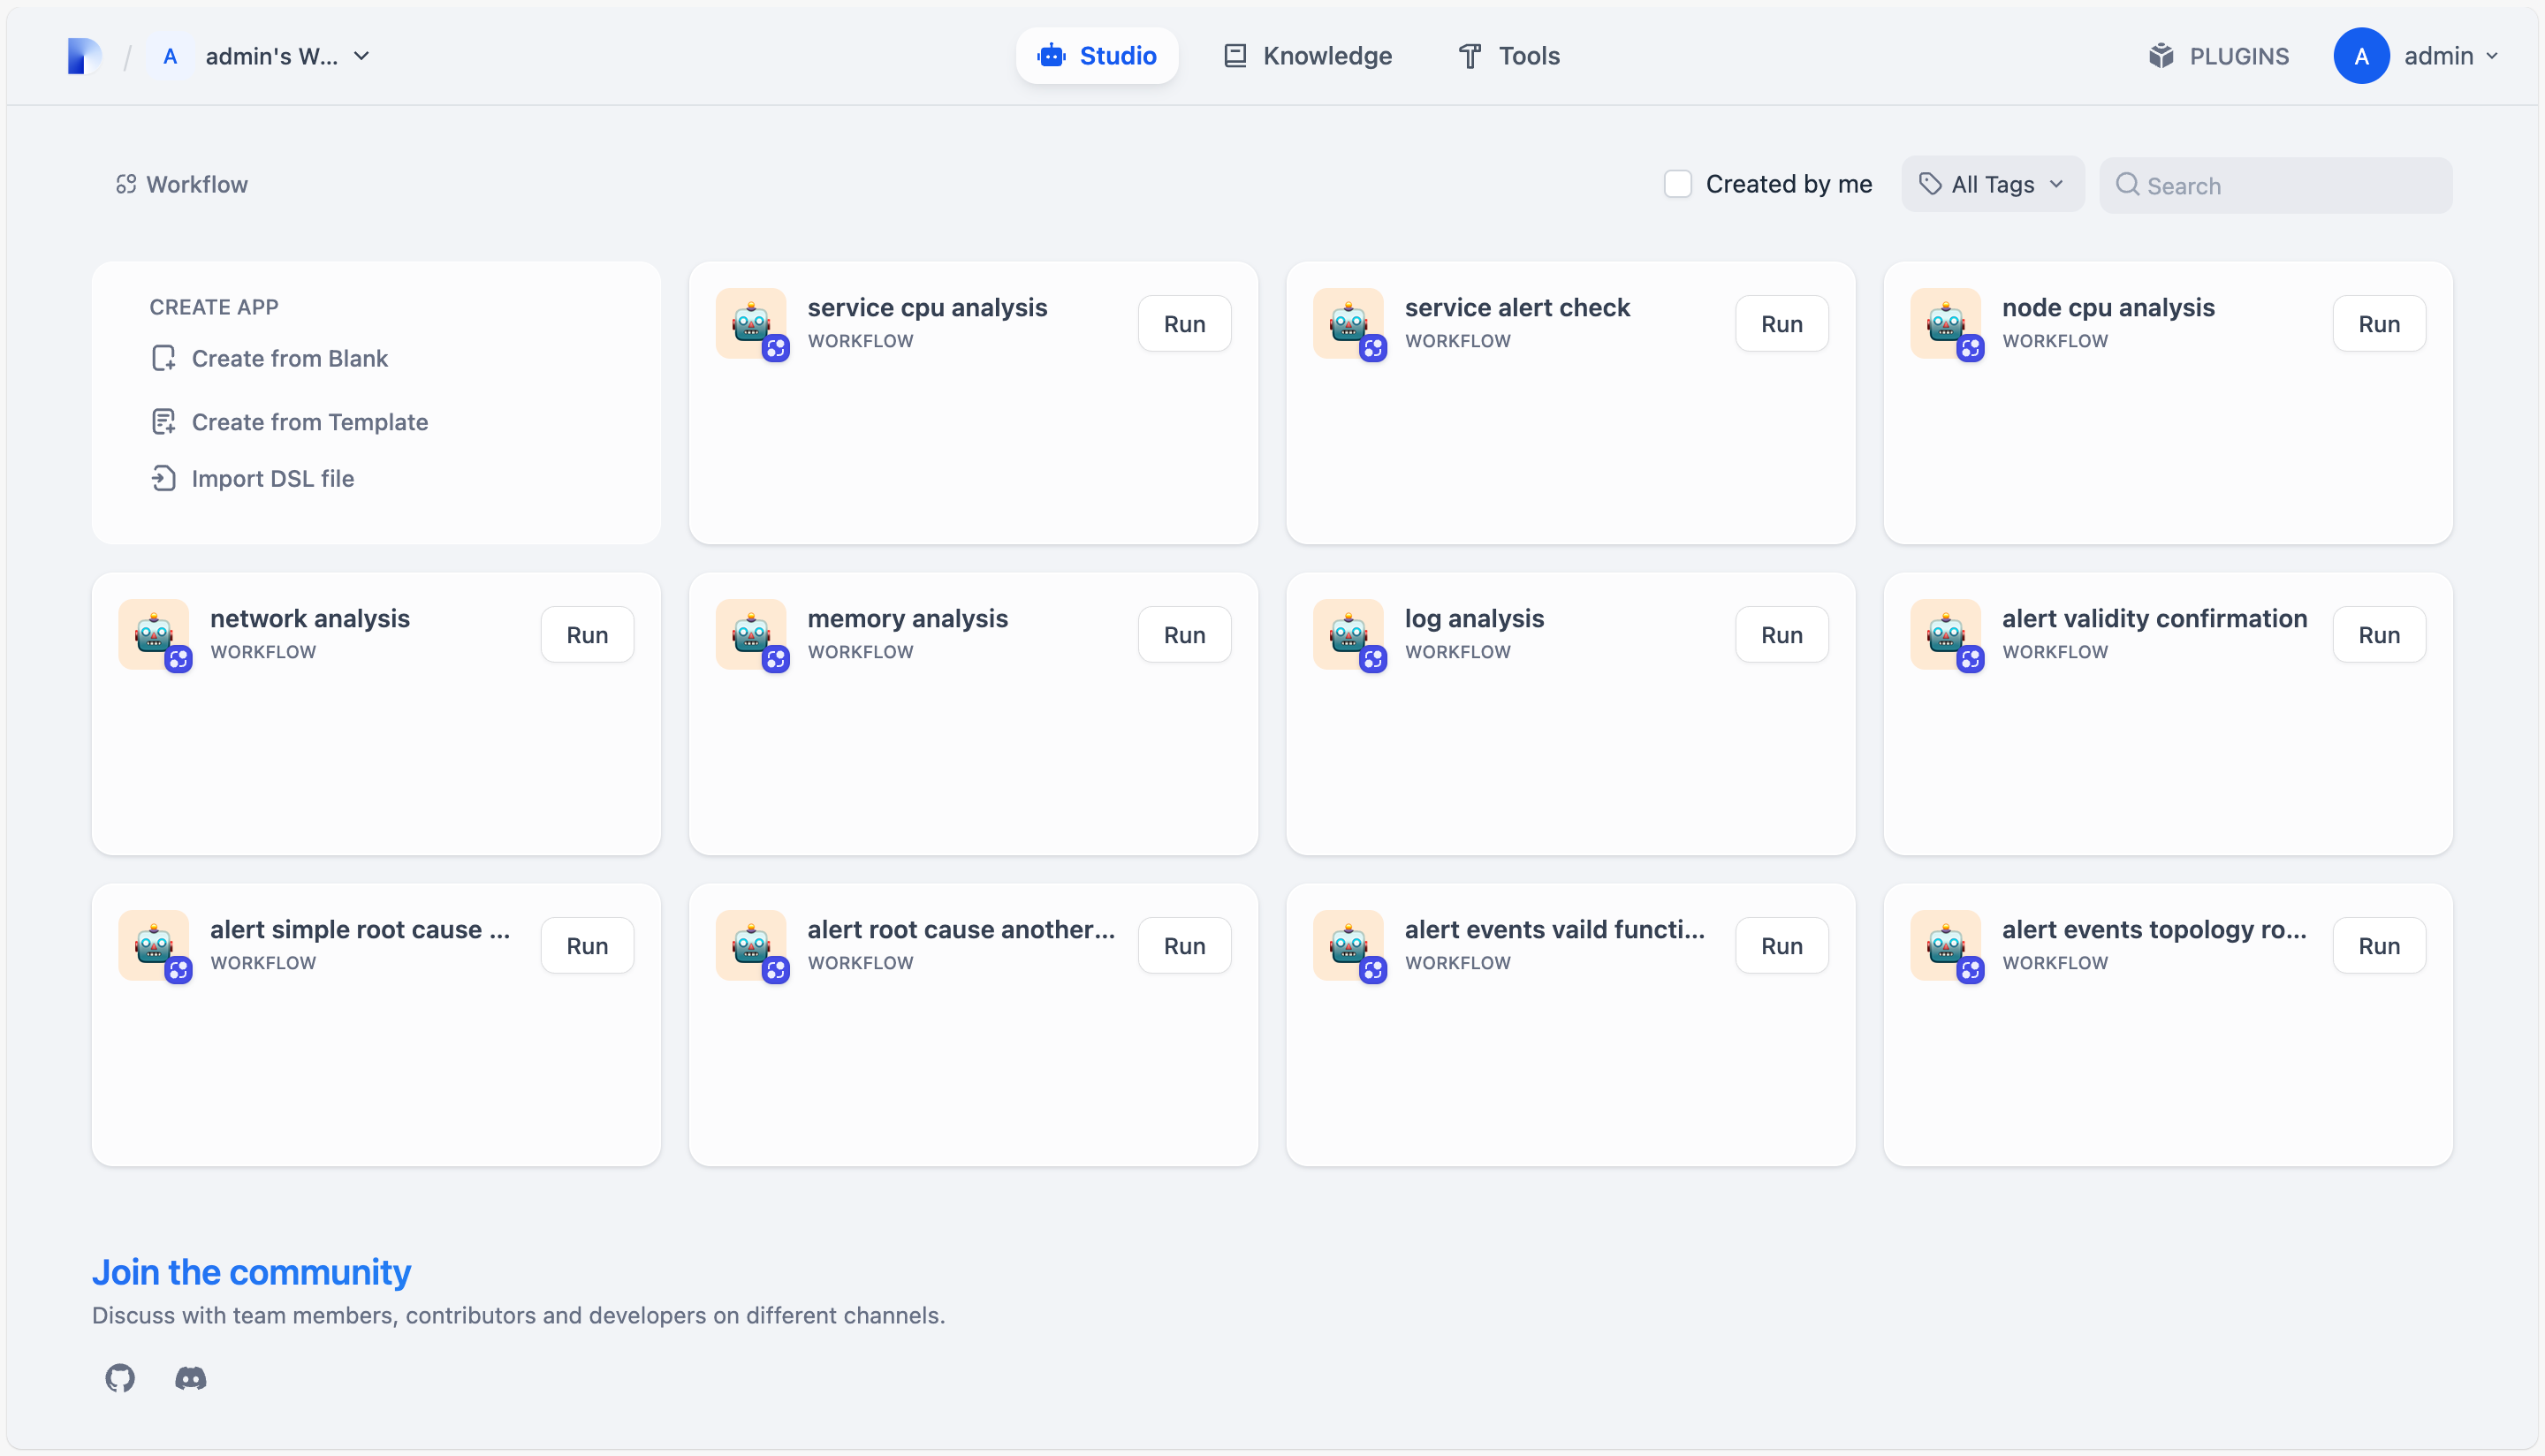 / A admin's W...
Studio
Knowledge
Tools
PLUGINS
A admin
Workflow
Created by me
All Tags
Search
CREATE APP
Create from Blank
Create from Template
Import DSL file
service cpu analysis
WORKFLOW
Run
service alert check
WORKFLOW
Run
node cpu analysis
WORKFLOW
Run
network analysis
WORKFLOW
Run
memory analysis
WORKFLOW
Run
log analysis
WORKFLOW
Run
alert validity confirmation
WORKFLOW
Run
alert simple root cause ...
WORKFLOW
Run
alert root cause another...
WORKFLOW
Run
alert events vaild functi...
WORKFLOW
Run
alert events topology ro...
WORKFLOW
Run
Join the community
Discuss with team members, contributors and developers on different channels.